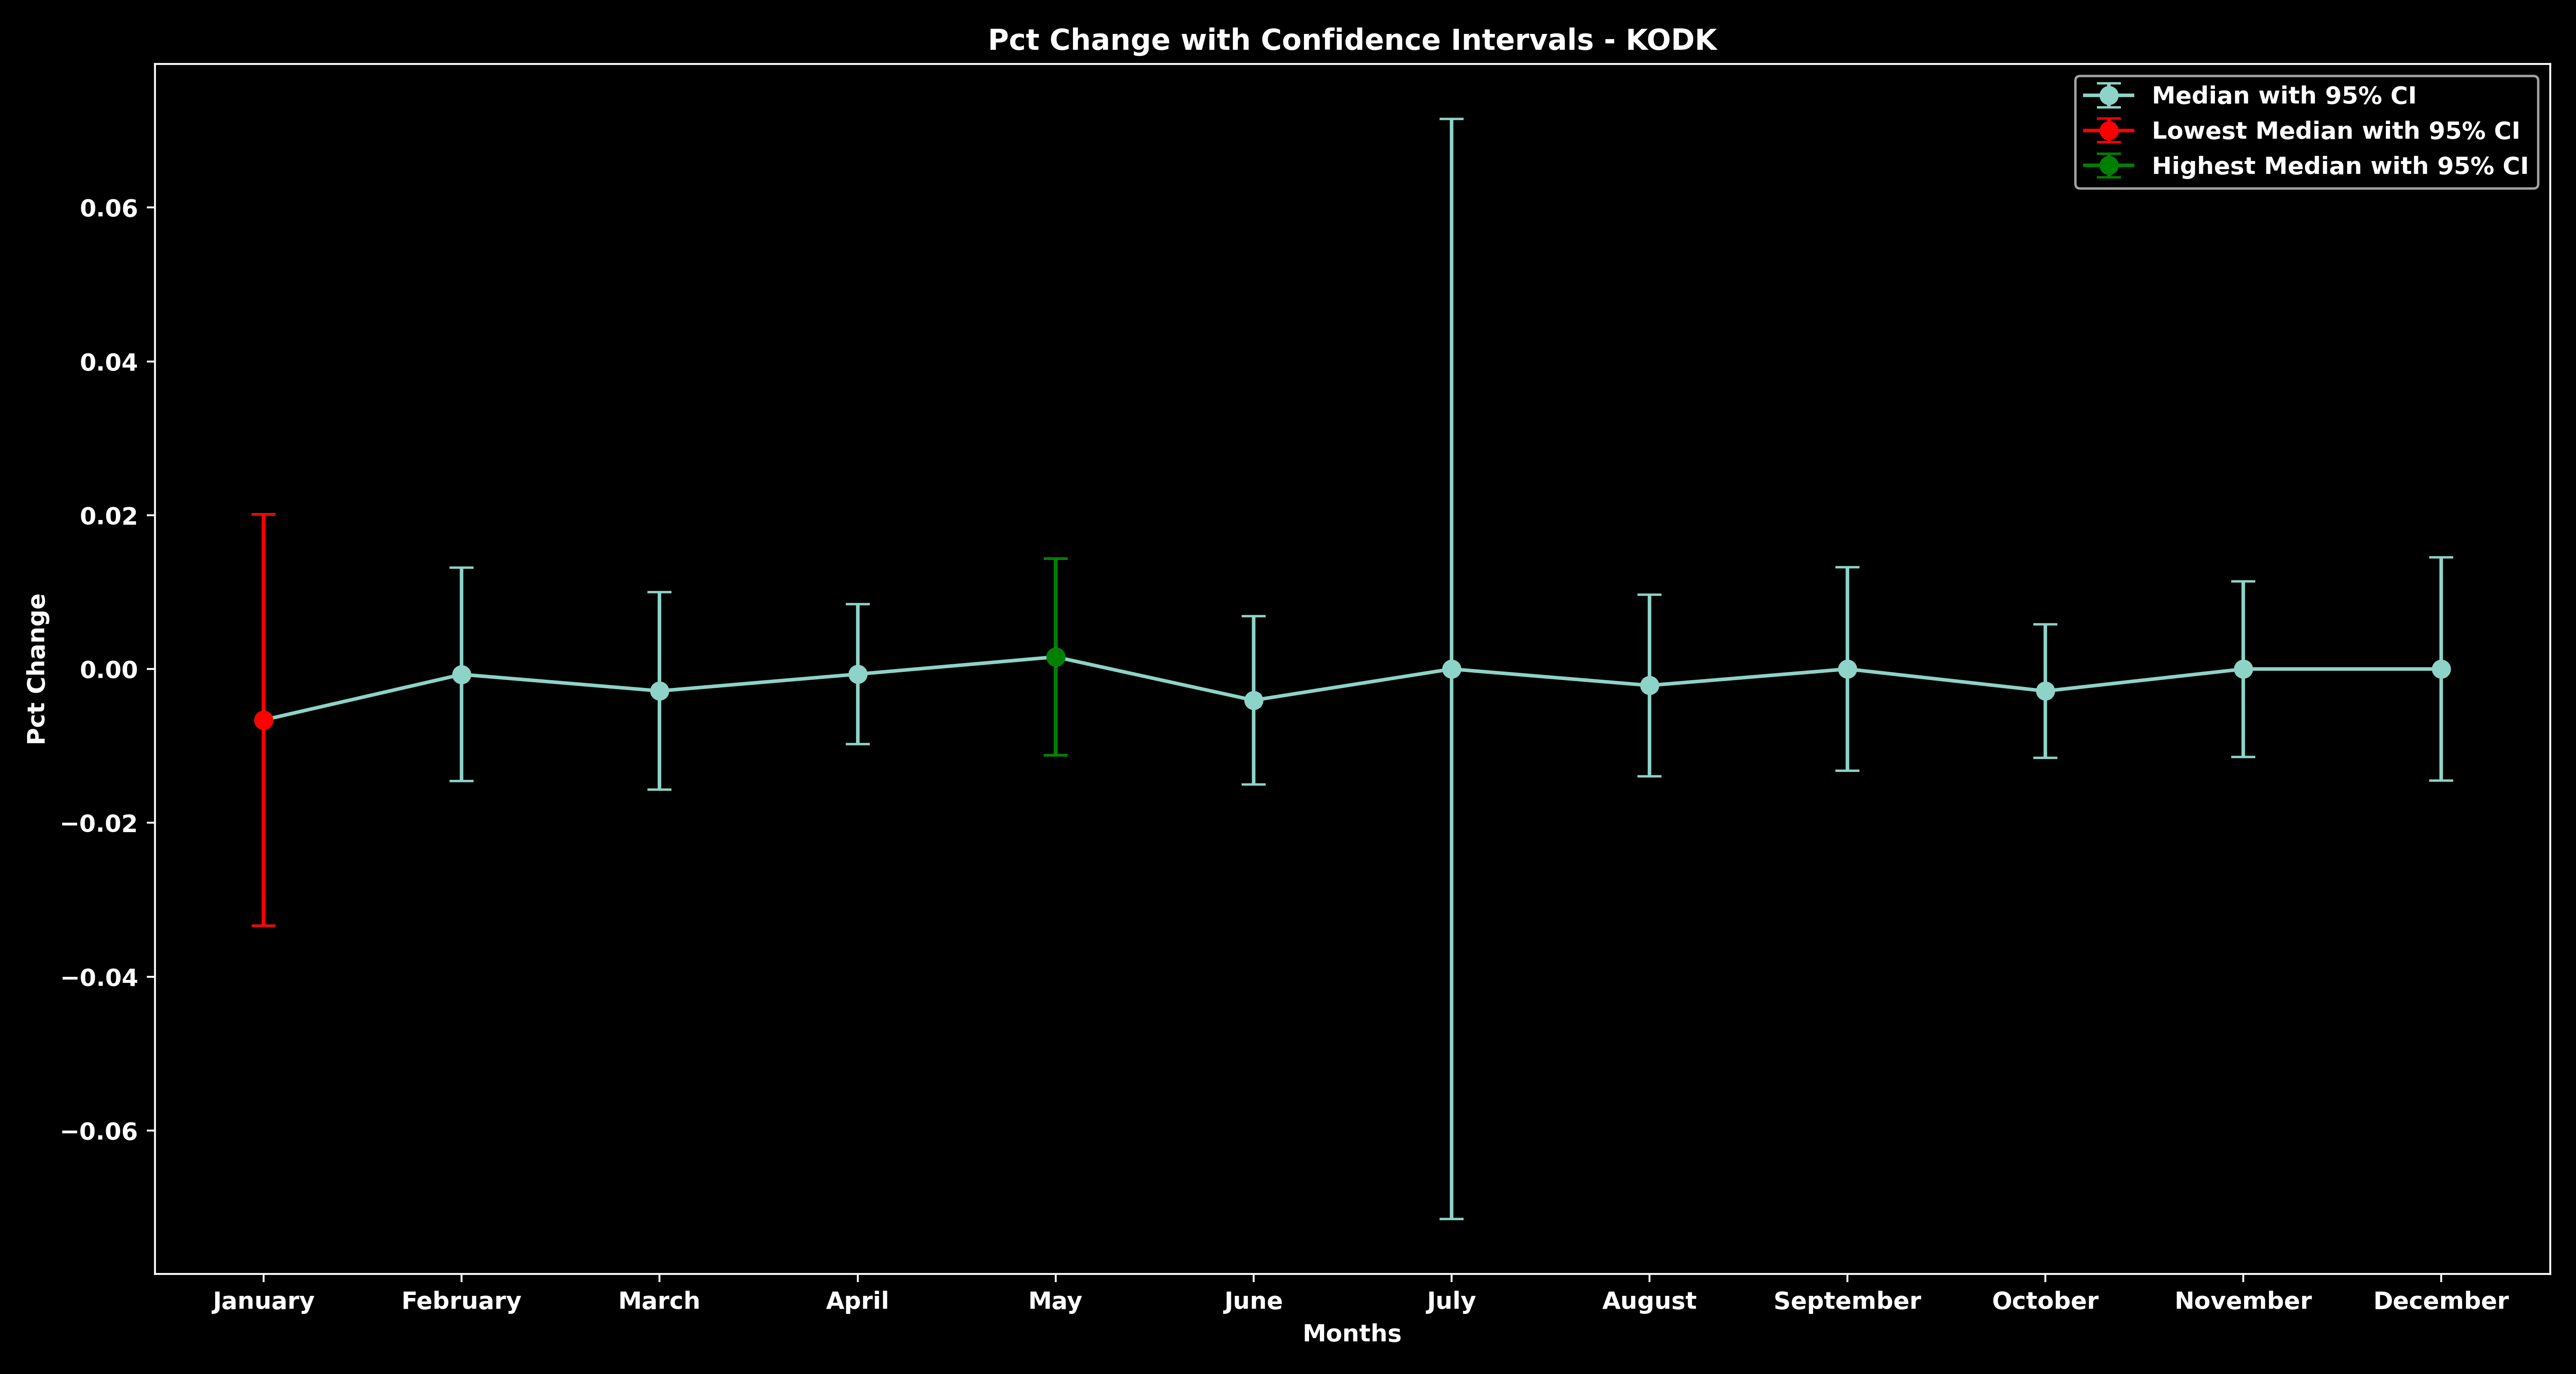 Pct Change with Confidence Intervals - KODK
Median with 95% CI
Lowest Median with 95% CI
Highest Median with 95% CI
0.06
0.04
0.02
0.00
−0.02
−0.04
−0.06
Pct Change
January February March April May June July August September October November December
Months